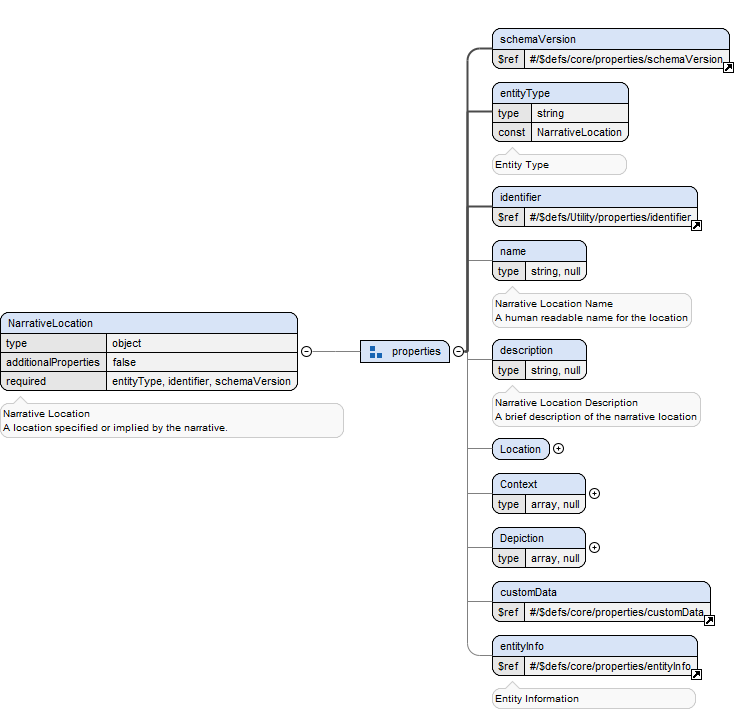 schemaVersion
$ref #/$defs/core/properties/schemaVersion
entityType
type string
const NarrativeLocation
Entity Type
identifier
$ref #/$defs/Utility/properties/identifier
name
type string, null
Narrative Location Name
A human readable name for the location
NarrativeLocation
type object
additionalProperties false
required entityType, identifier, schemaVersion
Narrative Location
A location specified or implied by the narrative.
properties
description
type string, null
Narrative Location Description
A brief description of the narrative location
Location
Context
type array, null
Depiction
type array, null
customData
$ref #/$defs/core/properties/customData
entityInfo
$ref #/$defs/core/properties/entityInfo
Entity Information